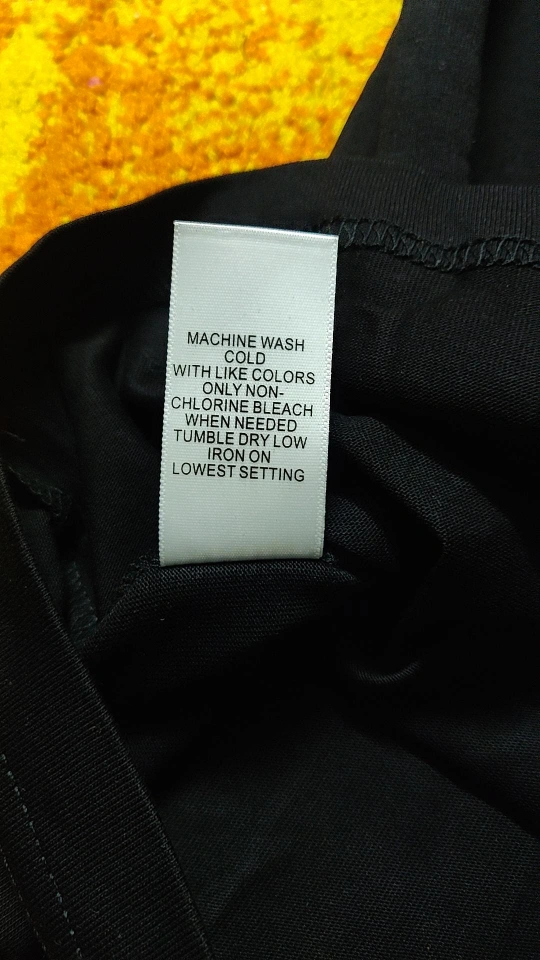 MACHINE WASH
COLD
WITH LIKE COLORS
ONLY NON-
CHLORINE BLEACH
WHEN NEEDED
TUMBLE DRY LOW
IRON ON
LOWEST SETTING